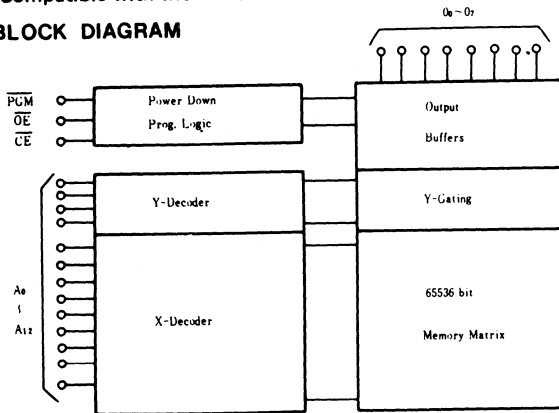 BLOCK DIAGRAM
O₀~O₇
PGM
OE
CE
Power Down
Prog. Logic
Output
Buffers
Y-Decoder
Y-Gating
A₀
~
A₁₂
X-Decoder
65536 bit
Memory Matrix